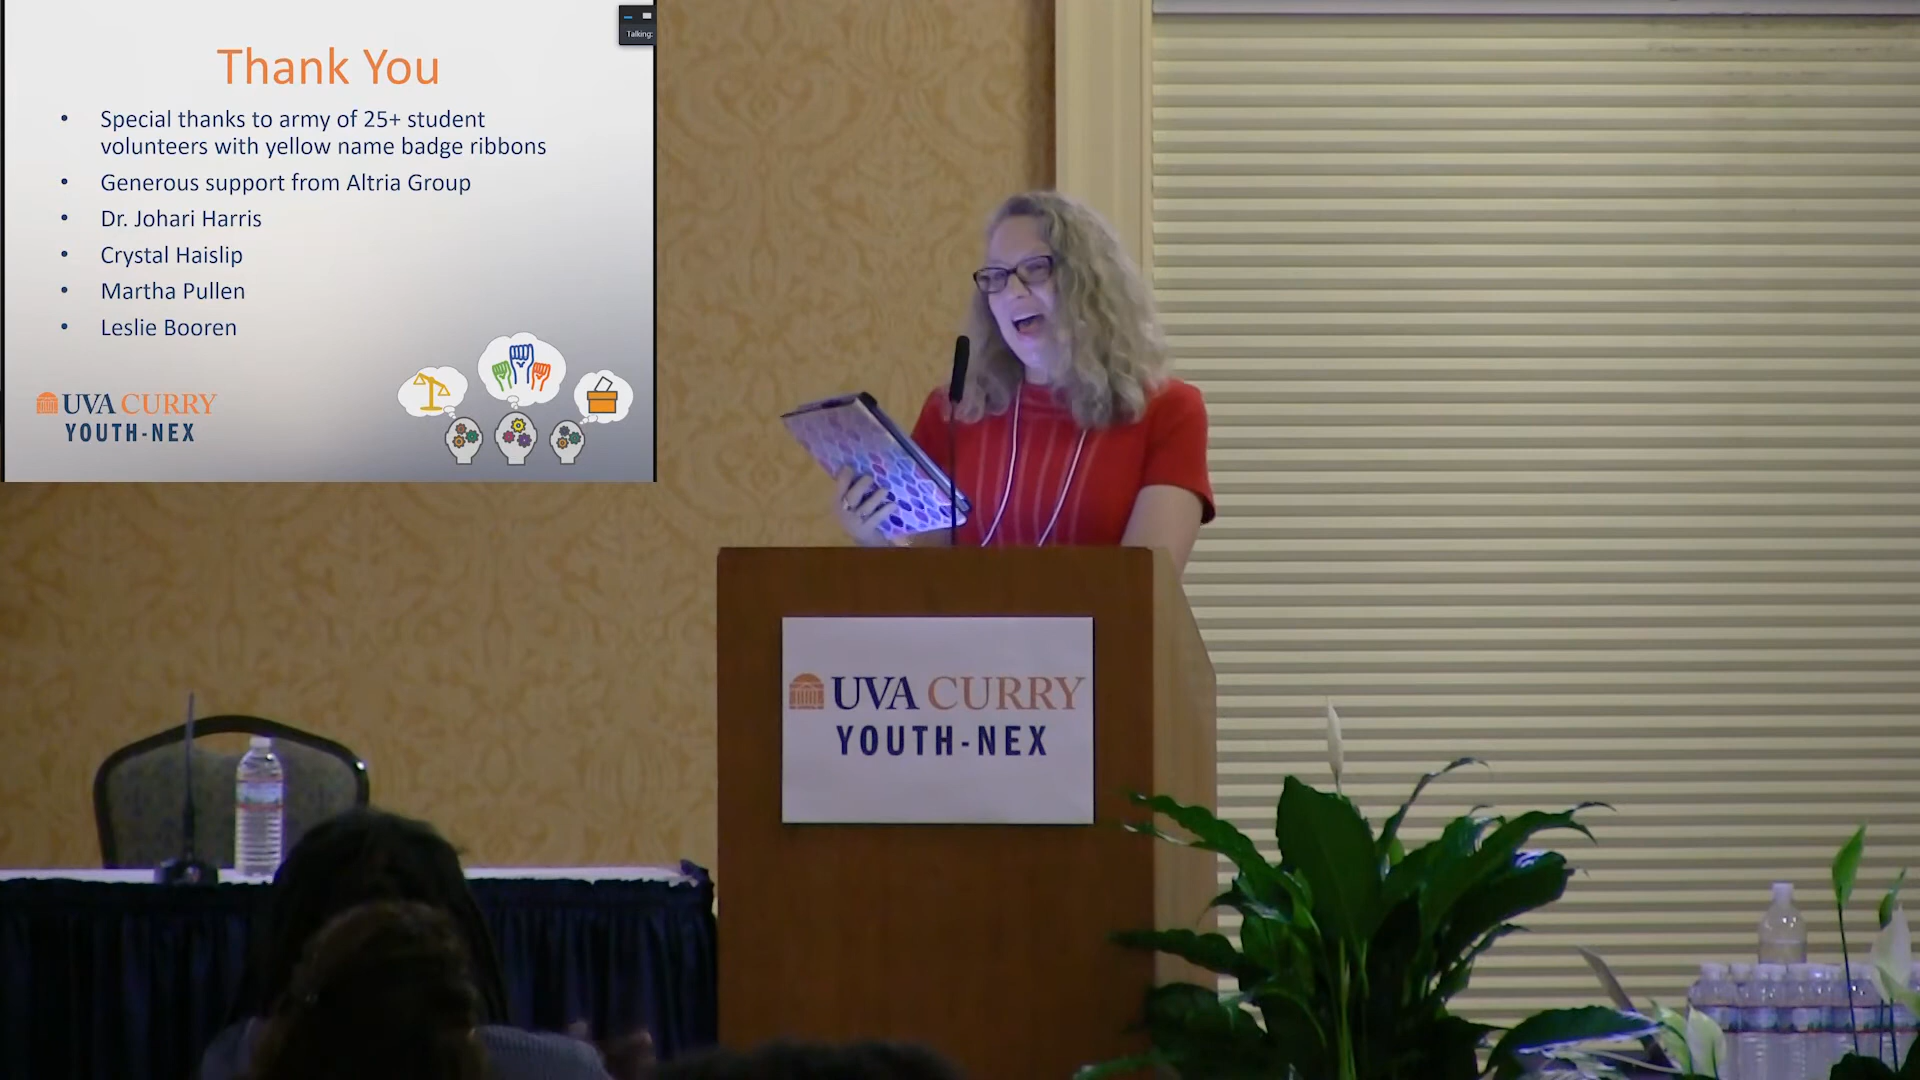 Talking:
Thank You
• Special thanks to army of 25+ student
volunteers with yellow name badge ribbons
• Generous support from Altria Group
• Dr. Johari Harris
• Crystal Haislip
• Martha Pullen
• Leslie Booren
UVA CURRY
YOUTH-NEX
UVA CURRY
YOUTH-NEX